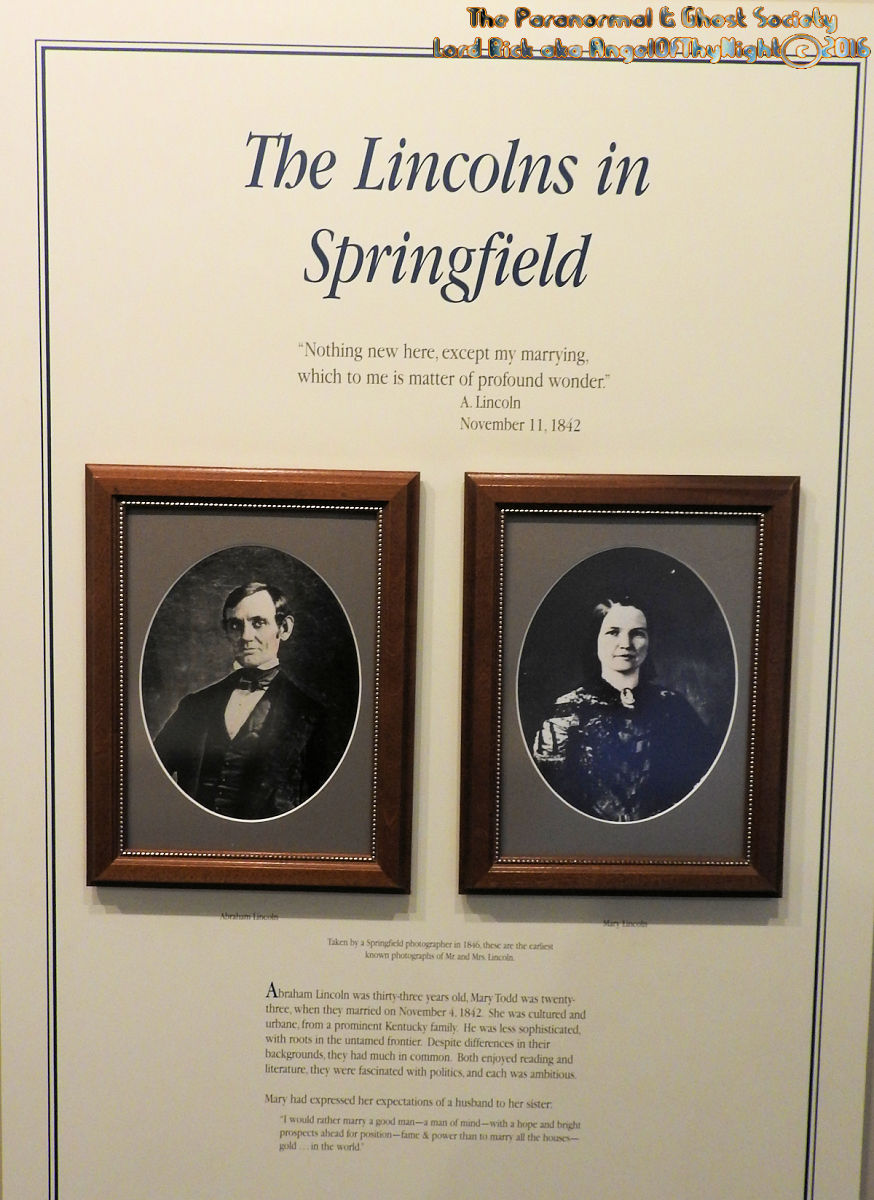 The Paranormal & Ghost Society
Lord Rick aka AngelOfThyNight © 2016
The Lincolns in
Springfield
“Nothing new here, except my marrying,
which to me is matter of profound wonder.”
A. Lincoln
November 11, 1842
Abraham Lincoln
Mary Lincoln
Taken by a Springfield photographer in 1846, these are the earliest
known photographs of Mr. and Mrs. Lincoln.
Abraham Lincoln was thirty-three years old, Mary Todd was twenty-
three, when they married on November 4, 1842. She was cultured and
urbane, from a prominent Kentucky family. He was less sophisticated,
with roots in the untamed frontier. Despite differences in their
backgrounds, they had much in common. Both enjoyed reading and
literature, they were fascinated with politics, and each was ambitious.
Mary had expressed her expectations of a husband to her sister:
“I would rather marry a good man—a man of mind—with a hope and bright
prospects ahead for position—fame & power than to marry all the houses—
gold . . . in the world.”